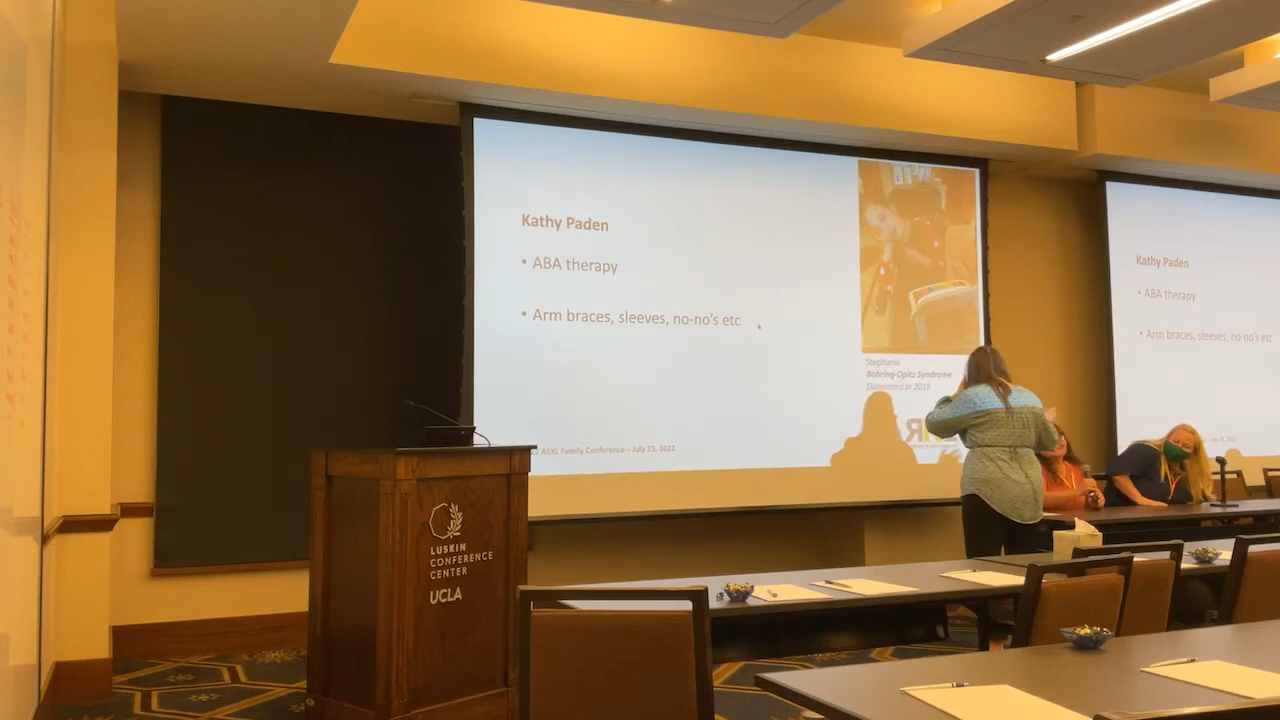 Kathy Paden
• ABA therapy
• Arm braces, sleeves, no-no's etc
Stephanie
Bohring-Opitz Syndrome
Diagnosed in 2018
ASXL Family Conference – July 23, 2022
Kathy Paden
• ABA therapy
• Arm braces, sleeves, no-no's etc
LUSKIN
CONFERENCE
CENTER
UCLA